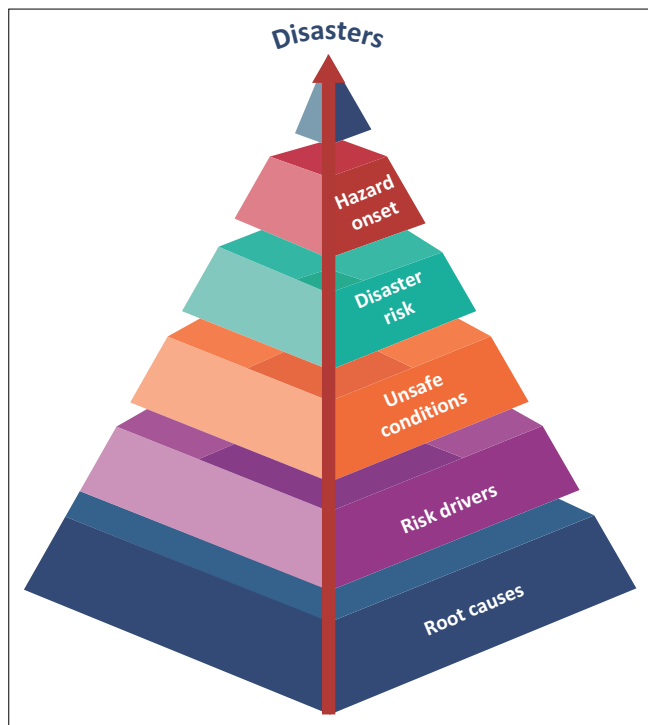 Disasters
Hazard
onset
Disaster
risk
Unsafe
conditions
Risk drivers
Root causes